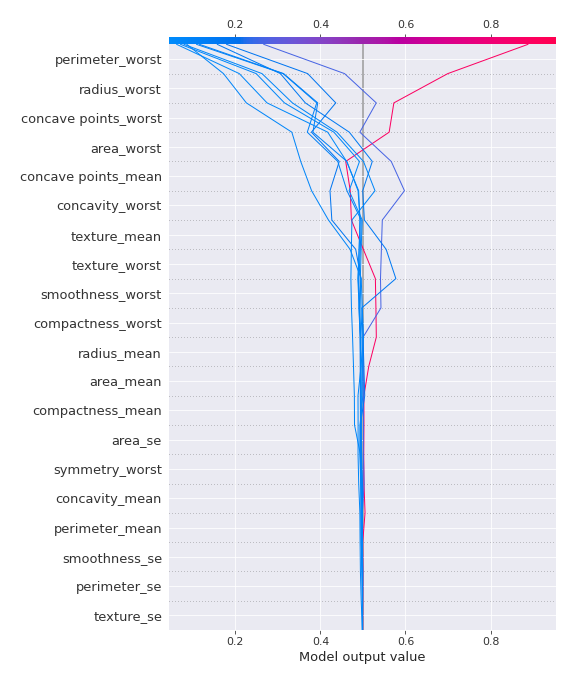 0.2 0.4 0.6 0.8
perimeter_worst
radius_worst
concave points_worst
area_worst
concave points_mean
concavity_worst
texture_mean
texture_worst
smoothness_worst
compactness_worst
radius_mean
area_mean
compactness_mean
area_se
symmetry_worst
concavity_mean
perimeter_mean
smoothness_se
perimeter_se
texture_se
0.2 0.4 0.6 0.8
Model output value